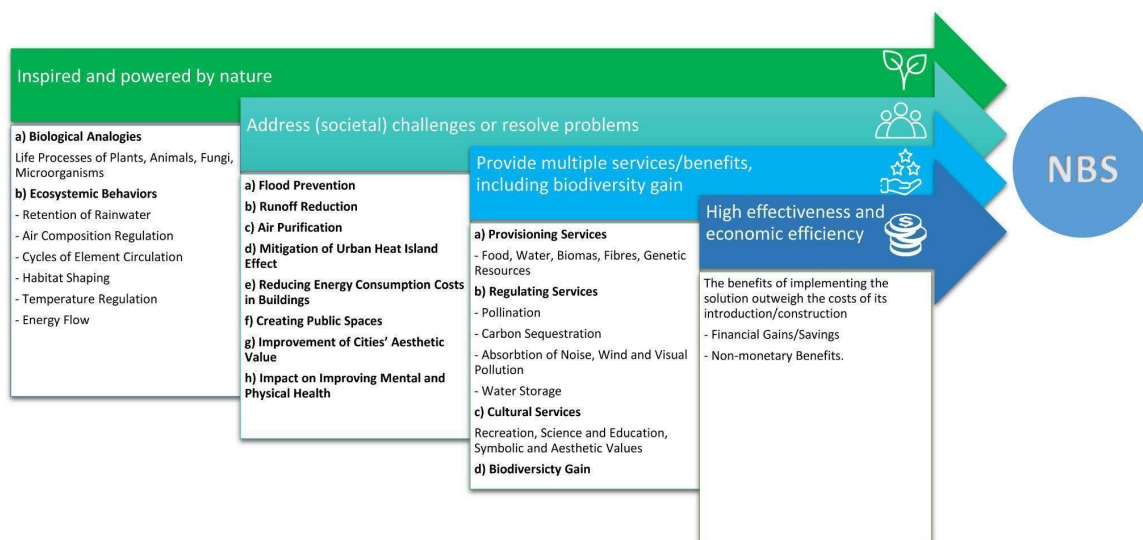 Inspired and powered by nature
a) Biological Analogies
Life Processes of Plants, Animals, Fungi,
Microorganisms
b) Ecosystemic Behaviors
- Retention of Rainwater
- Air Composition Regulation
- Cycles of Element Circulation
- Habitat Shaping
- Temperature Regulation
- Energy Flow
Address (societal) challenges or resolve problems
a) Flood Prevention
b) Runoff Reduction
c) Air Purification
d) Mitigation of Urban Heat Island
Effect
e) Reducing Energy Consumption Costs
in Buildings
f) Creating Public Spaces
g) Improvement of Cities’ Aesthetic
Value
h) Impact on Improving Mental and
Physical Health
Provide multiple services/benefits,
including biodiversity gain
a) Provisioning Services
- Food, Water, Biomas, Fibres, Genetic
Resources
b) Regulating Services
- Pollination
- Carbon Sequestration
- Absorbtion of Noise, Wind and Visual
Pollution
- Water Storage
c) Cultural Services
Recreation, Science and Education,
Symbolic and Aesthetic Values
d) Biodiversicty Gain
High effectiveness and
economic efficiency
The benefits of implementing the
solution outweigh the costs of its
introduction/construction
- Financial Gains/Savings
- Non-monetary Benefits.
$
NBS